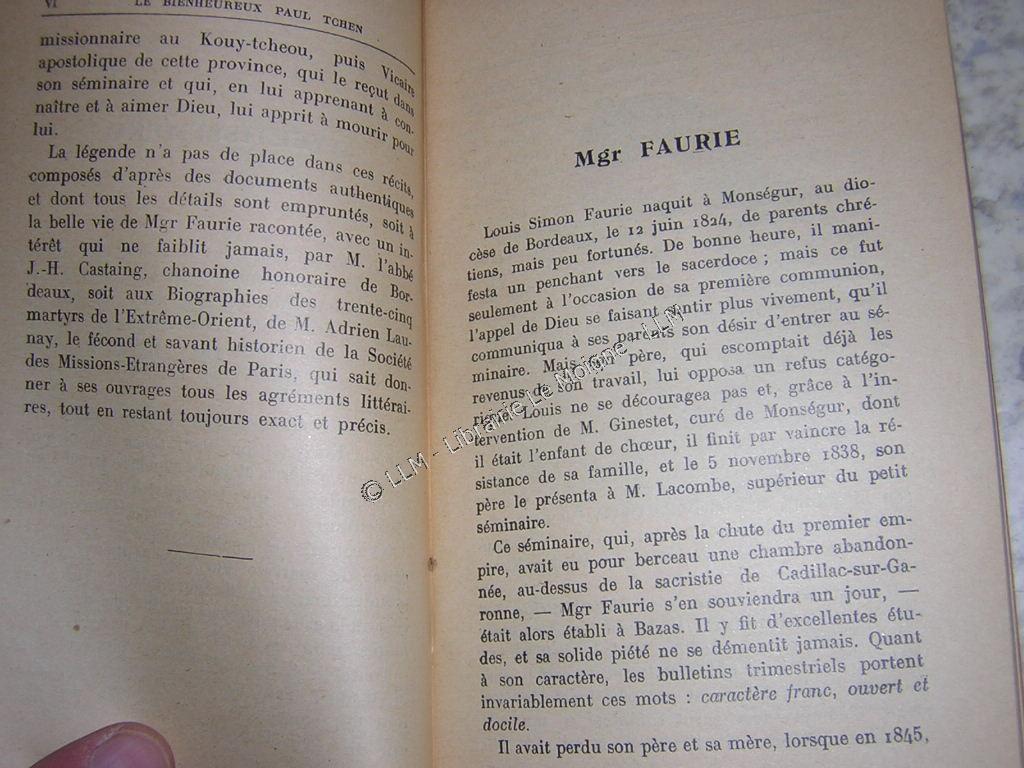 VI LE BIENHEUREUX PAUL TCHEN
missionnaire au Kouy-tcheou, puis Vicaire
apostolique de cette province, qui le reçut dans
son séminaire et qui, en lui apprenant à con-
naître et à aimer Dieu, lui apprit à mourir pour
lui.
La légende n'a pas de place dans ces récits,
composés d'après des documents authentiques
et dont tous les détails sont empruntés, soit à
la belle vie de Mgr Faurie racontée, avec un in-
térêt qui ne faiblit jamais, par M. l'abbé
J.-H. Castaing, chanoine honoraire de Bor-
deaux, soit aux Biographies des trente-cinq
martyrs de l'Extrême-Orient, de M. Adrien Lau-
nay, le fécond et savant historien de la Société
des Missions-Etrangères de Paris, qui sait don-
ner à ses ouvrages tous les agréments littérai-
res, tout en restant toujours exact et précis.
Mgr FAURIE
Louis Simon Faurie naquit à Monségur, au dio-
cèse de Bordeaux, le 12 juin 1824, de parents chré-
tiens, mais peu fortunés. De bonne heure, il mani-
festa un penchant vers le sacerdoce ; mais ce fut
seulement à l'occasion de sa première communion,
l'appel de Dieu se faisant sentir plus vivement, qu'il
communiqua à ses parents son désir d'entrer au sé-
minaire. Mais son père, qui escomptait déjà les
revenus de son travail, lui opposa un refus catégo-
rique. Louis ne se découragea pas et, grâce à l'in-
tervention de M. Ginestet, curé de Monségur, dont
il était l'enfant de chœur, il finit par vaincre la ré-
sistance de sa famille, et le 5 novembre 1838, son
père le présenta à M. Lacombe, supérieur du petit
séminaire.
Ce séminaire, qui, après la chute du premier em-
pire, avait eu pour berceau une chambre abandon-
née, au-dessus de la sacristie de Cadillac-sur-Ga-
ronne, — Mgr Faurie s'en souviendra un jour, —
était alors établi à Bazas. Il y fit d'excellentes étu-
des, et sa solide piété ne se démentit jamais. Quant
à son caractère, les bulletins trimestriels portent
invariablement ces mots : caractère franc, ouvert et
docile.
Il avait perdu son père et sa mère, lorsque en 1845,
© LLM - Librairie Le Moigne - LLM